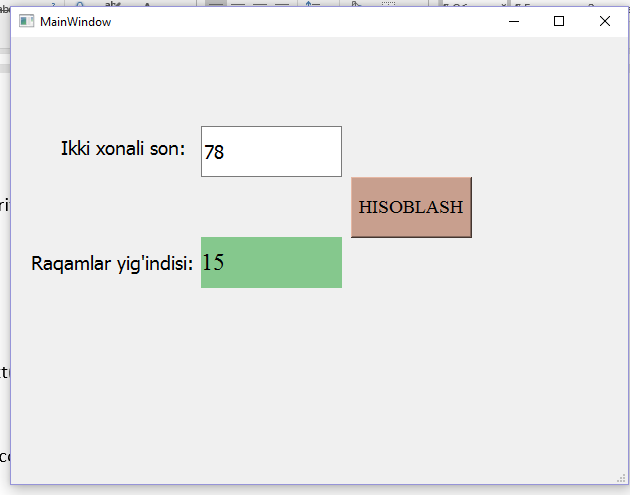 MainWindow
Ikki xonali son:
78
HISOBLASH
Raqamlar yig'indisi:
15